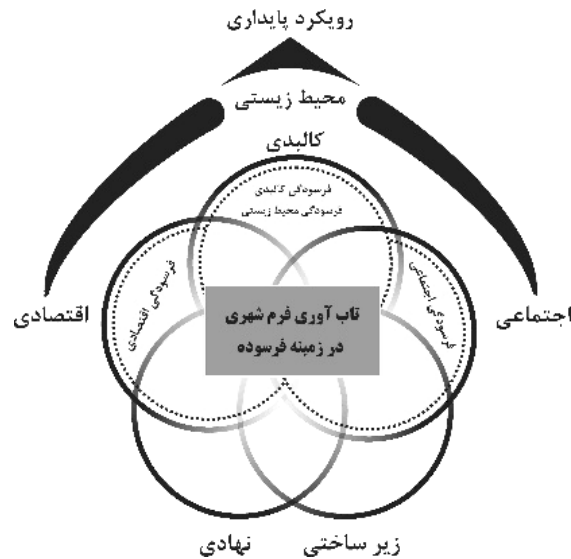 رویکرد پایداری
محیط زیستی
کالبدی
فرسودگی کالبدی
فرسودگی محیط زیستی
فرسودگی اجتماعی
فرسودگی اقتصادی
اجتماعی
اقتصادی
تاب آوری فرم شهری
در زمینه فرسوده
زیر ساختی
نهادی